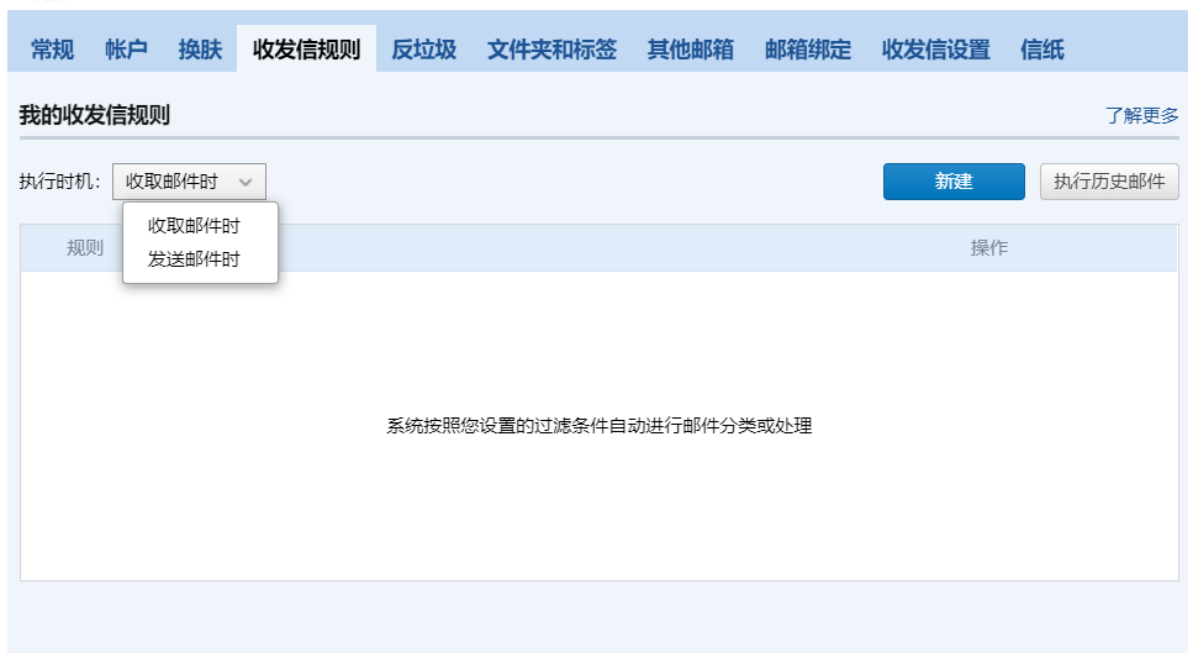 常规 帐户 换肤 收发信规则 反垃圾 文件夹和标签 其他邮箱 邮箱绑定 收发信设置 信纸
我的收发信规则 了解更多
执行时机： 收取邮件时 新建 执行历史邮件
收取邮件时
规则 操作
发送邮件时
系统按照您设置的过滤条件自动进行邮件分类或处理